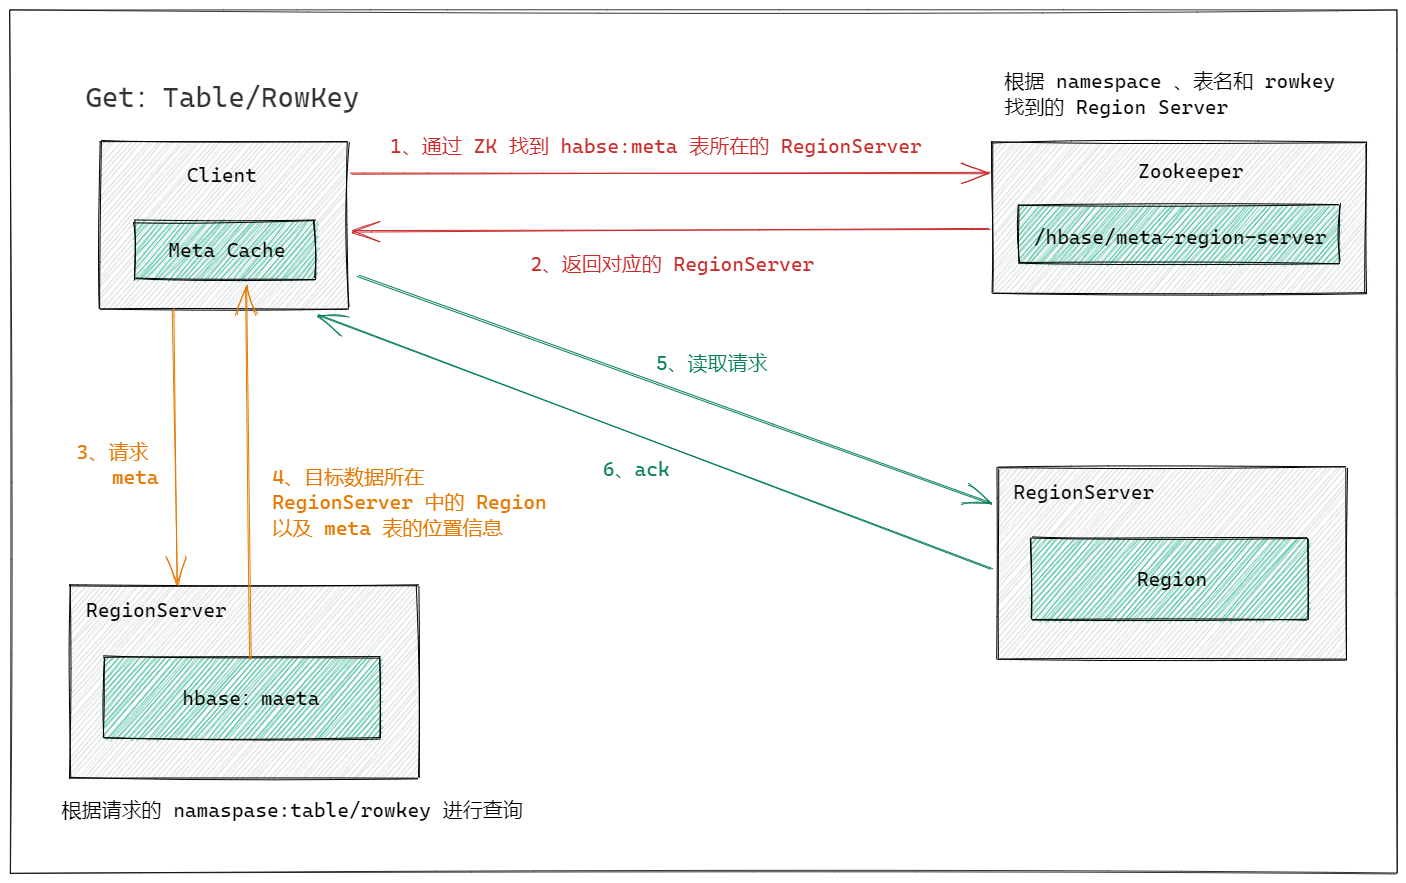 根据 namespace 、表名和 rowkey
找到的 Region Server
Get: Table/RowKey
1、通过 ZK 找到 habse:meta 表所在的 RegionServer
Client
Zookeeper
Meta Cache
/hbase/meta-region-server
2、返回对应的 RegionServer
5、读取请求
3、请求
meta
4、目标数据所在
RegionServer 中的 Region
以及 meta 表的位置信息
6、ack
RegionServer
Region
RegionServer
hbase: maeta
根据请求的 namaspase:table/rowkey 进行查询